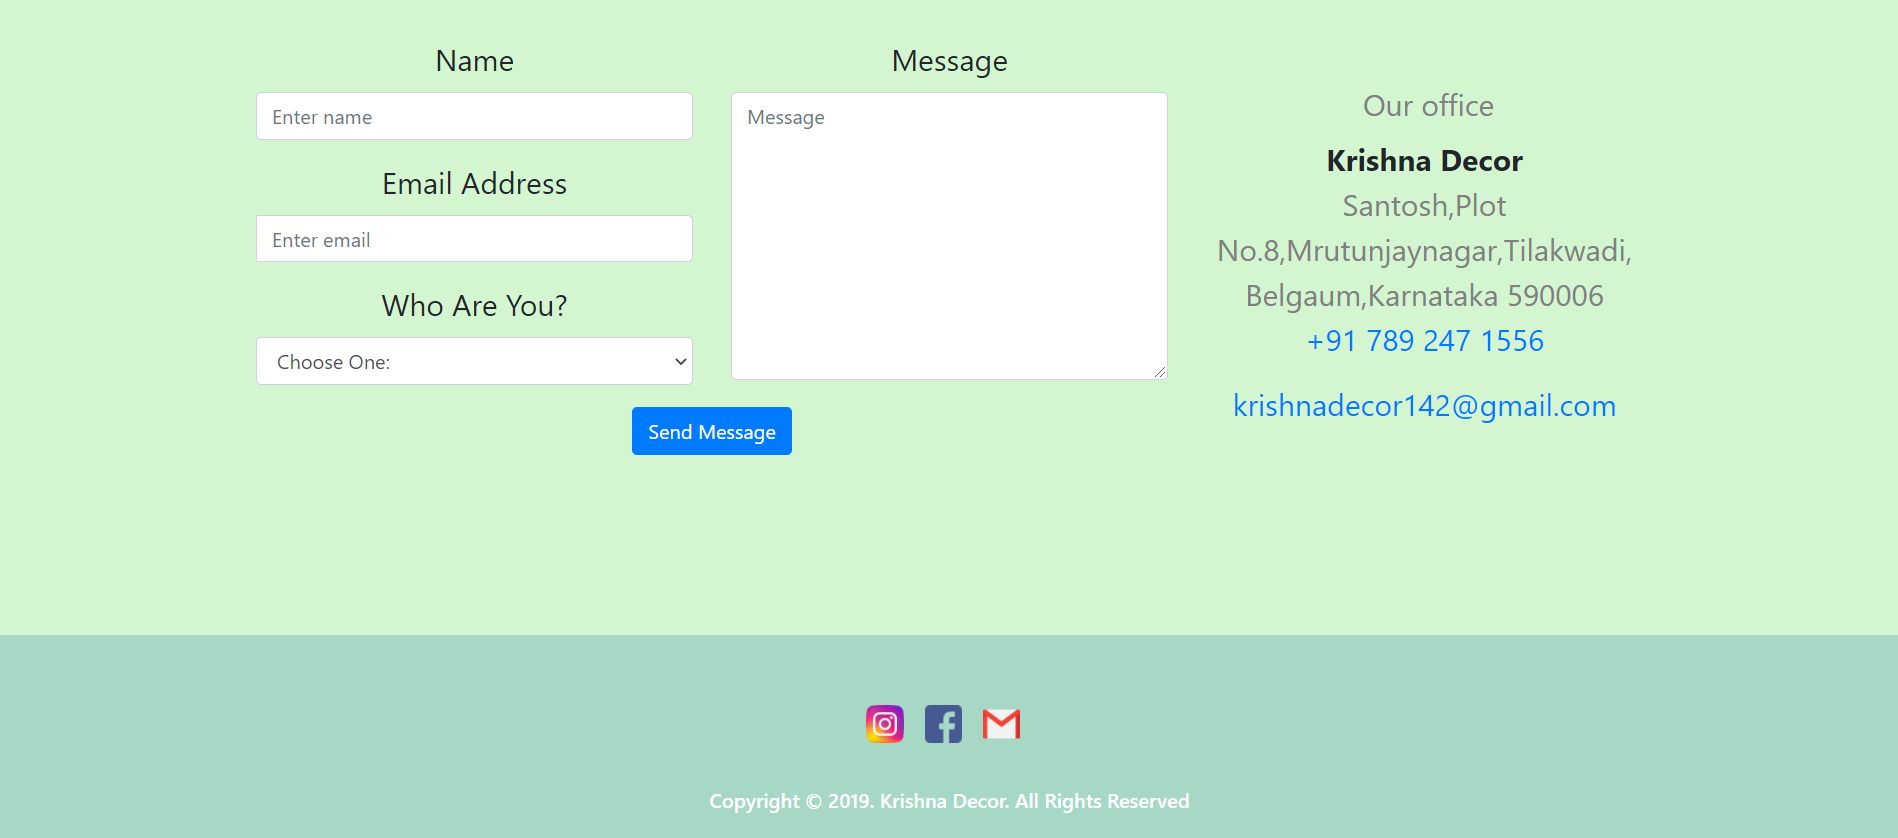 Name
Enter name
Email Address
Enter email
Who Are You?
Choose One:
Message
Message
Send Message
Our office
Krishna Decor
Santosh,Plot
No.8,Mrutunjaynagar,Tilakwadi,
Belgaum,Karnataka 590006
+91 789 247 1556
krishnadecor142@gmail.com
Copyright © 2019. Krishna Decor. All Rights Reserved